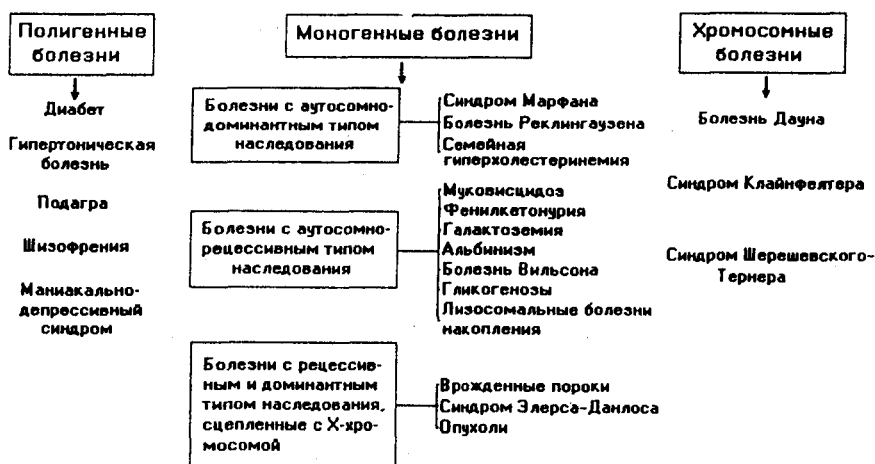 Полигенные
болезни
Диабет
Гипертоническая
болезнь
Подагра
Шизофрения
Маниакально-
депрессивный
синдром
Моногенные болезни
Болезни с аутосомно-
доминантным типом
наследования
Синдром Марфана
Болезнь Реклингаузена
Семейная
гиперхолестеринемия
Болезни с аутосомно-
рецессивным типом
наследования
Муковисцидоз
Фенилкетонурия
Галактоземия
Альбинизм
Болезнь Вильсона
Гликогенозы
Лизосомальные болезни
накопления
Болезни с рецессив-
ным и доминантным
типом наследования,
сцепленные с X-хро-
мосомой
Врожденные пороки
Синдром Элерса-Данлоса
Опухоли
Хромосомные
болезни
Болезнь Дауна
Синдром Клайнфелтера
Синдром Шерешевского-
Тернера